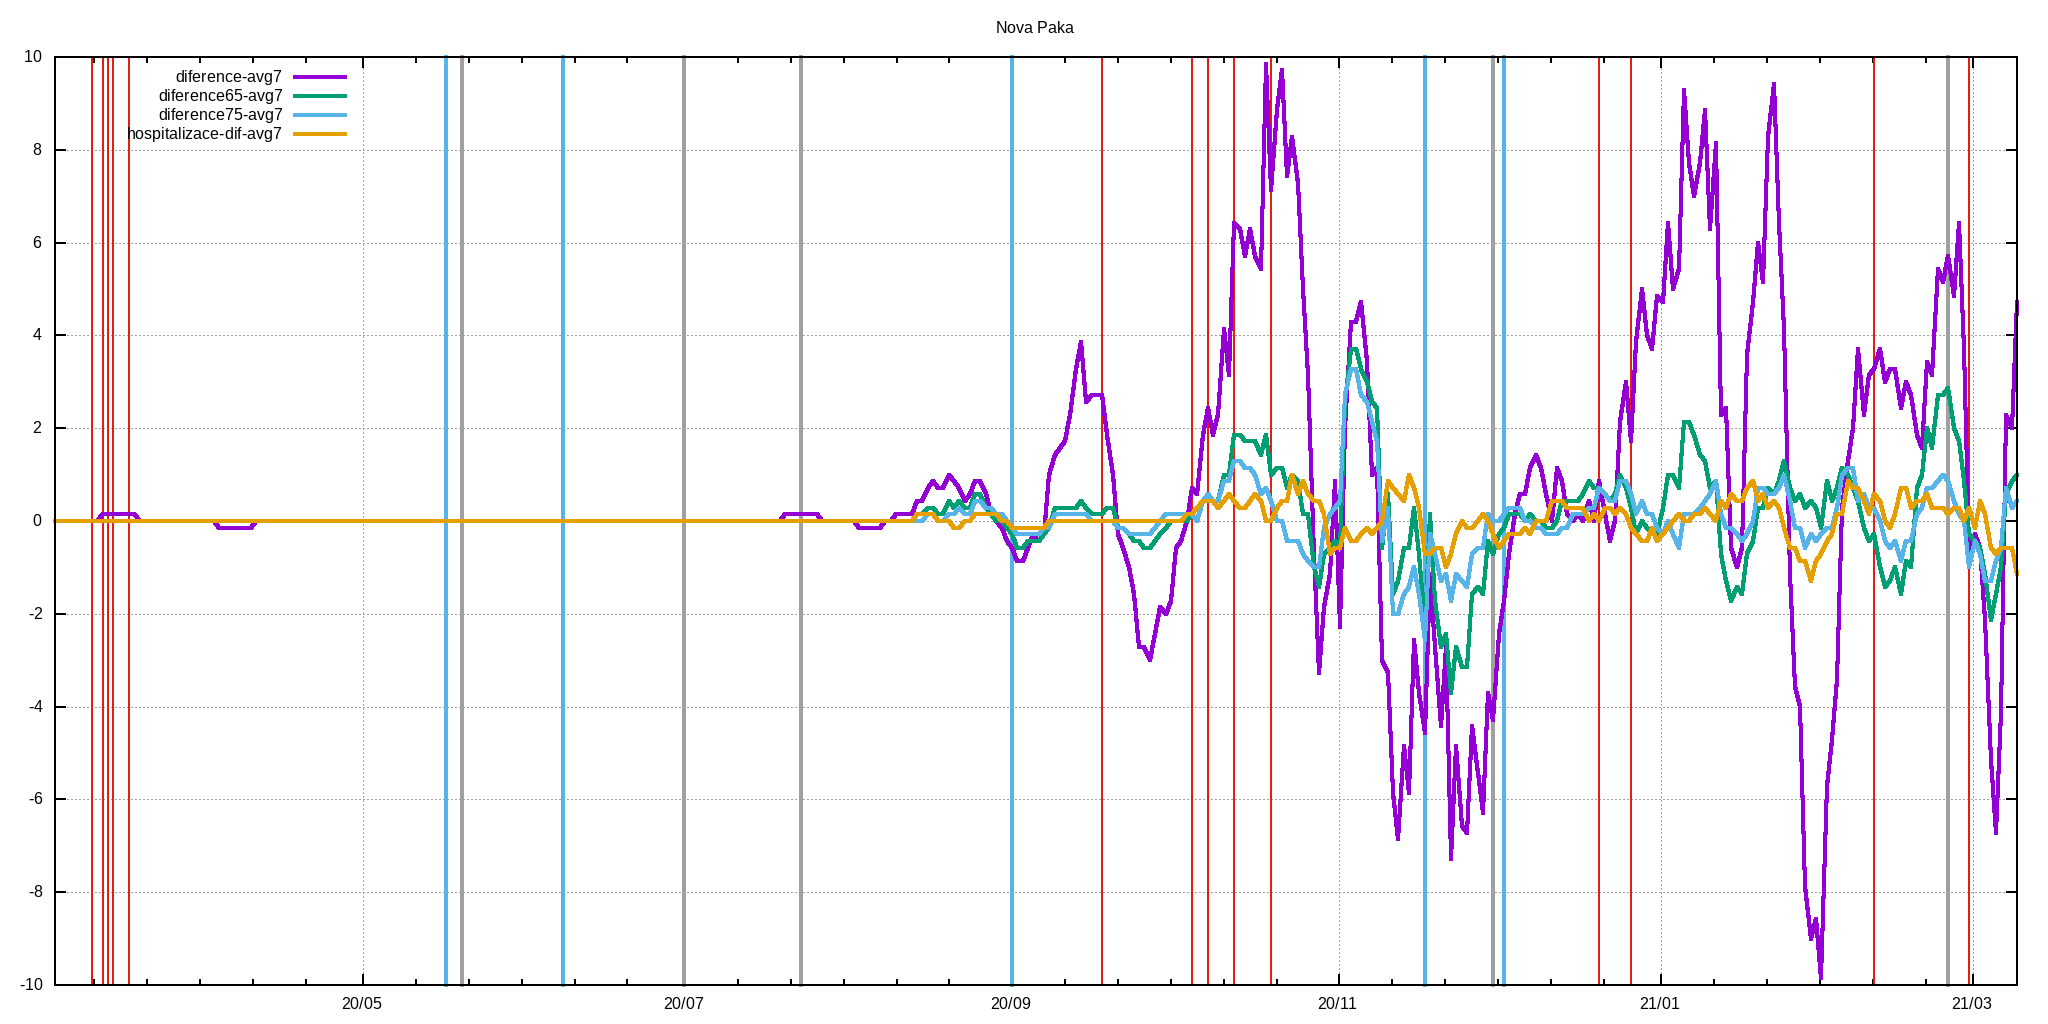 Nova Paka
diference-avg7
diference65-avg7
diference75-avg7
hospitalizace-dif-avg7
10
8
6
4
2
0
-2
-4
-6
-8
-10
20/05 20/07 20/09 20/11 21/01 21/03